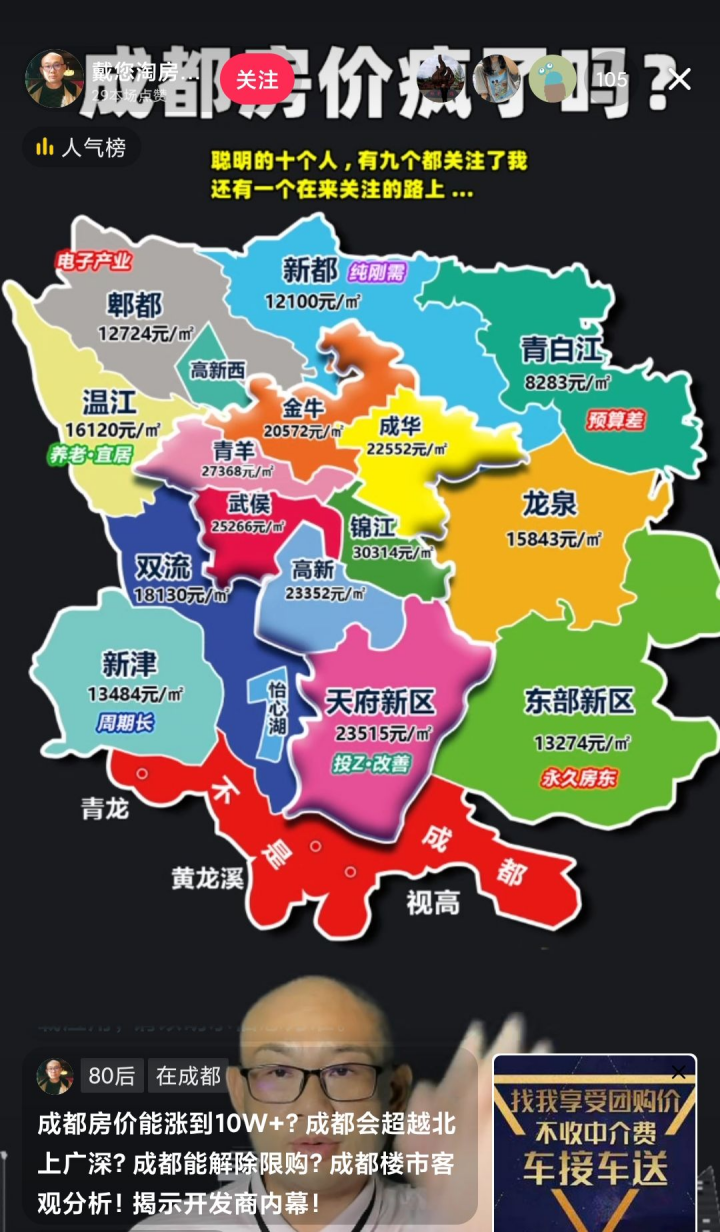 成都房价疯了吗？
戴您淘房...
29本场点赞
关注
105
人气榜
聪明的十个人，有九个都关注了我
还有一个在来关注的路上 ...
电子产业
郫都
12724元/㎡
新都
纯刚需
12100元/㎡
高新西
青白江
8283元/㎡
预算差
温江
16120元/㎡
养老·宜居
金牛
20572元/㎡
成华
22552元/㎡
青羊
27368元/㎡
武侯
25266元/㎡
锦江
30314元/㎡
龙泉
15843元/㎡
双流
18130元/㎡
高新
23352元/㎡
新津
13484元/㎡
周期长
怡心湖
天府新区
23515元/㎡
投Z·改善
东部新区
13274元/㎡
永久房东
青龙
不是成都
黄龙溪
视高
80后
在成都
成都房价能涨到10W+？成都会超越北
上广深？成都能解除限购？成都楼市客
观分析！揭示开发商内幕！
找我享受团购价
不收中介费
车接车送